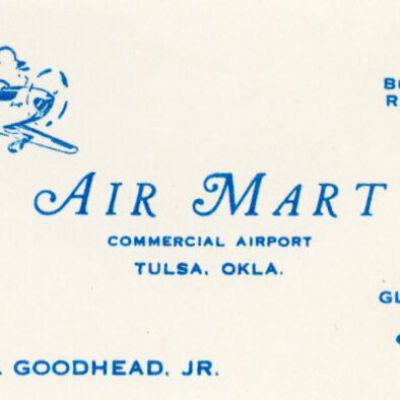 AIR MART
COMMERCIAL AIRPORT
TULSA, OKLA.
GOODHEAD, JR.